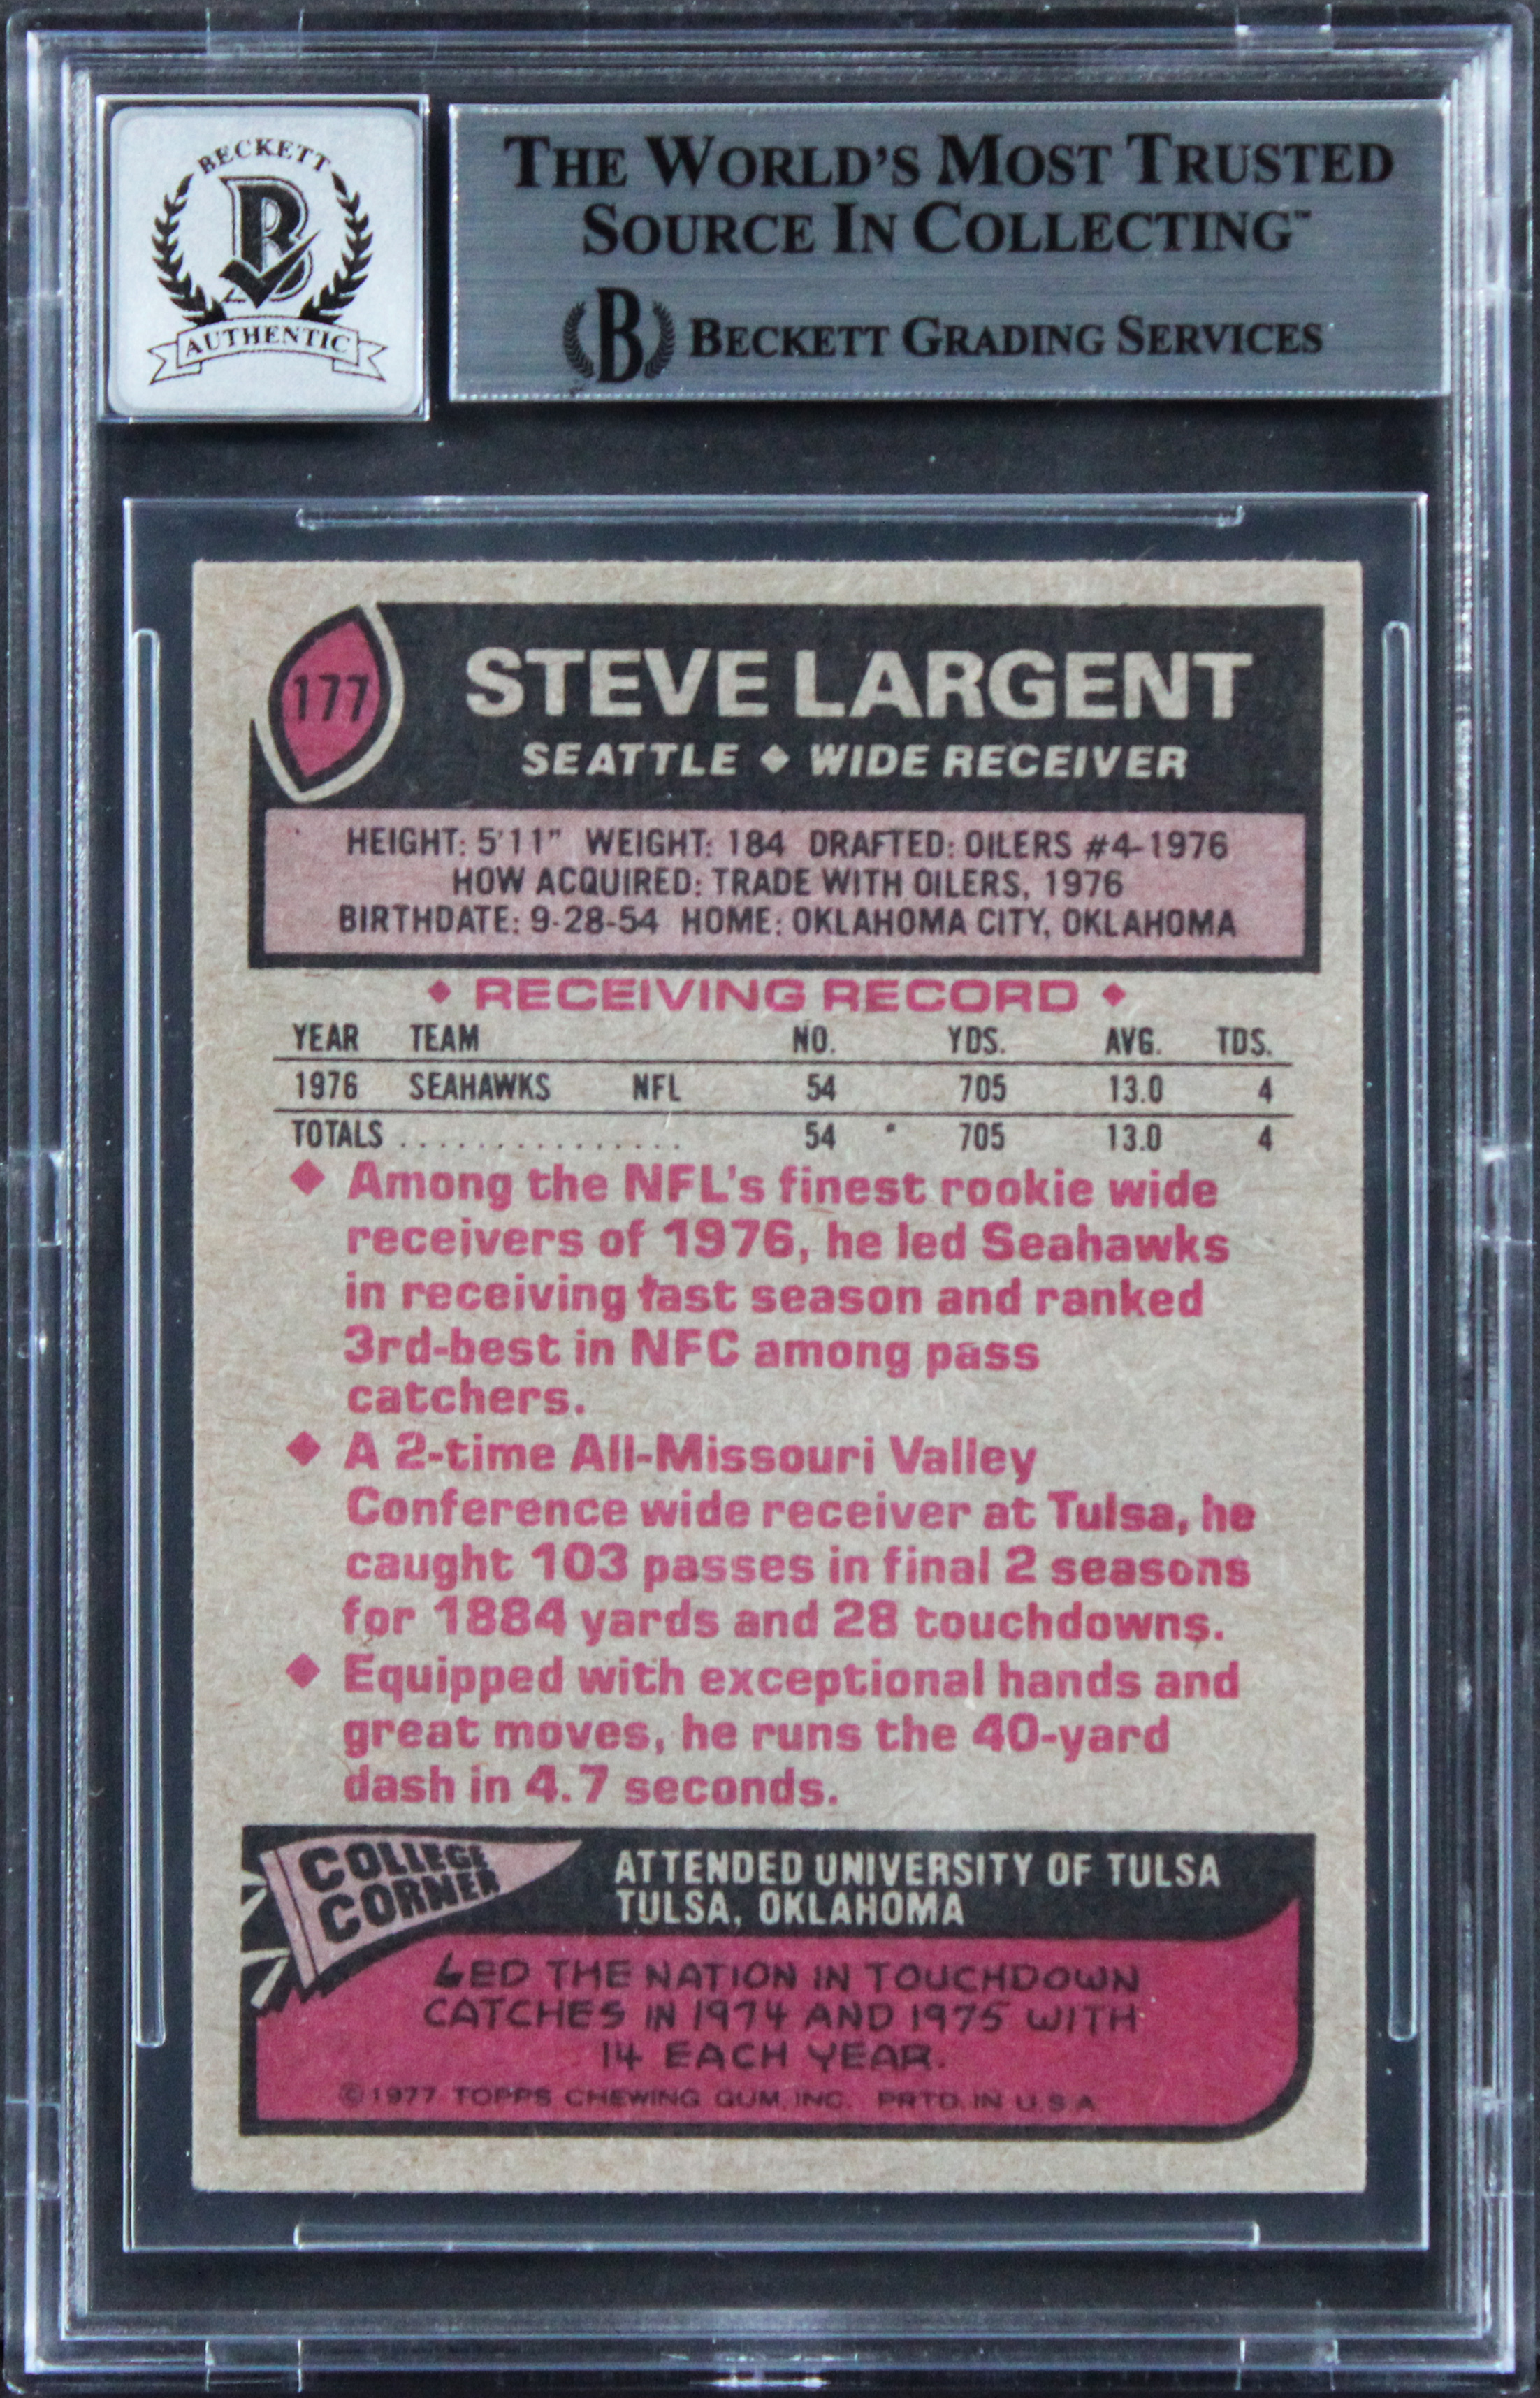 BECKETT
B
AUTHENTIC
THE WORLD'S MOST TRUSTED
SOURCE IN COLLECTING™
B BECKETT GRADING SERVICES
177
STEVE LARGENT
SEATTLE ◆ WIDE RECEIVER
HEIGHT: 5'11" WEIGHT: 184 DRAFTED: OILERS #4-1976
HOW ACQUIRED: TRADE WITH OILERS, 1976
BIRTHDATE: 9-28-54 HOME: OKLAHOMA CITY, OKLAHOMA
◆ RECEIVING RECORD ◆
YEAR TEAM NO. YDS. AVG. TDS.
1976 SEAHAWKS NFL 54 705 13.0 4
TOTALS ................ 54 705 13.0 4
◆ Among the NFL's finest rookie wide
receivers of 1976, he led Seahawks
in receiving last season and ranked
3rd-best in NFC among pass
catchers.
◆ A 2-time All-Missouri Valley
Conference wide receiver at Tulsa, he
caught 103 passes in final 2 seasons
for 1884 yards and 28 touchdowns.
◆ Equipped with exceptional hands and
great moves, he runs the 40-yard
dash in 4.7 seconds.
COLLEGE
CORNER
ATTENDED UNIVERSITY OF TULSA
TULSA, OKLAHOMA
LED THE NATION IN TOUCHDOWN
CATCHES IN 1974 AND 1975 WITH
14 EACH YEAR.
© 1977 TOPPS CHEWING GUM, INC. PRTD. IN U.S.A.